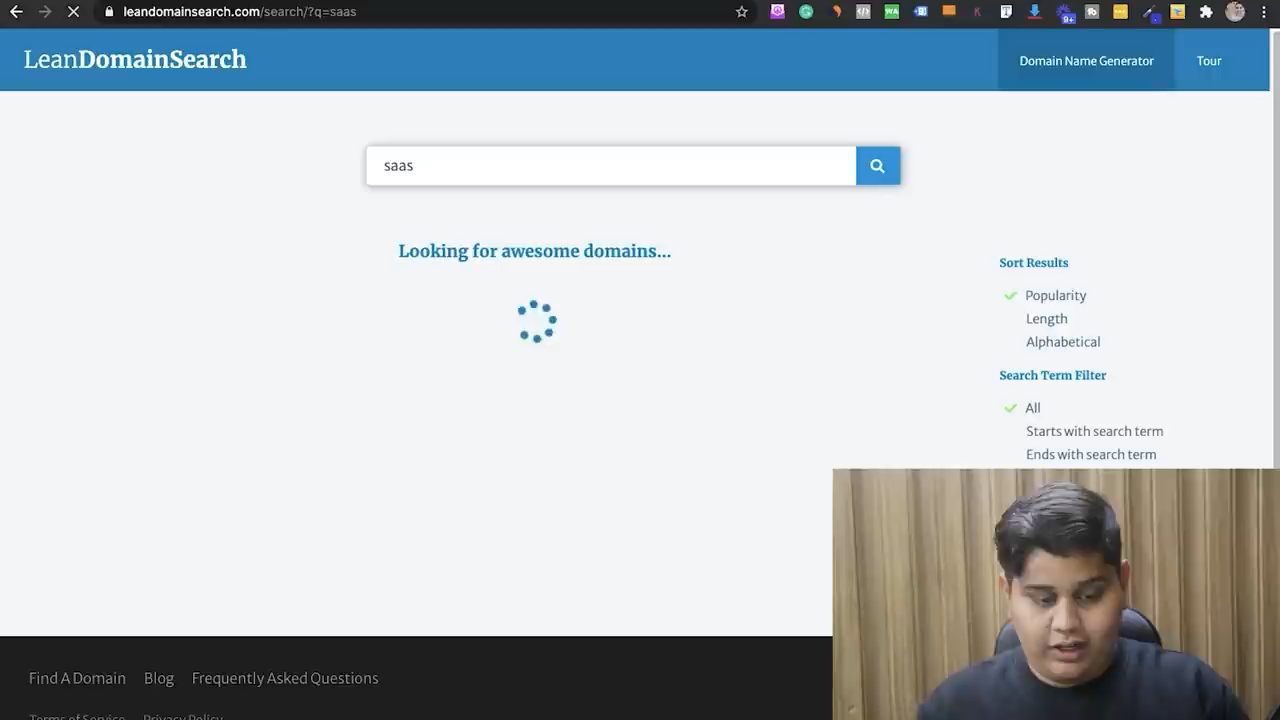 leandomainsearch.com/search/?q=saas
9+
LeanDomainSearch
Domain Name Generator
Tour
saas
Looking for awesome domains...
Sort Results
Popularity
Length
Alphabetical
Search Term Filter
All
Starts with search term
Ends with search term
Find A Domain
Blog
Frequently Asked Questions
Terms of Service
Privacy Policy